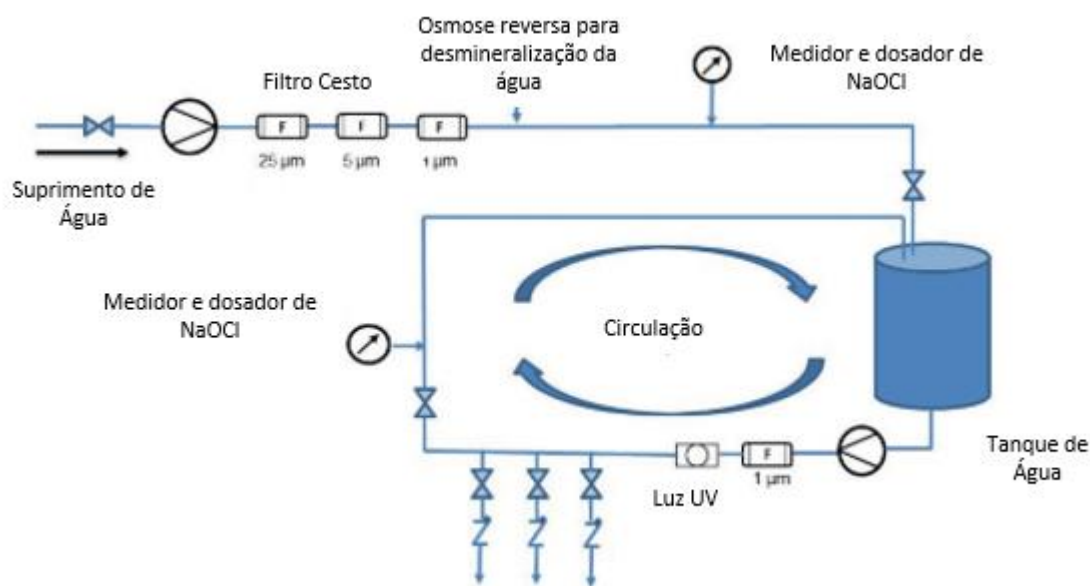 Osmose reversa para
desmineralização da
água
Medidor e dosador de
NaOCl
Filtro Cesto
F
F
F
25 µm
5 µm
1 µm
Suprimento de
Água
Medidor e dosador de
NaOCl
Circulação
Tanque de
Água
F
1 µm
Luz UV